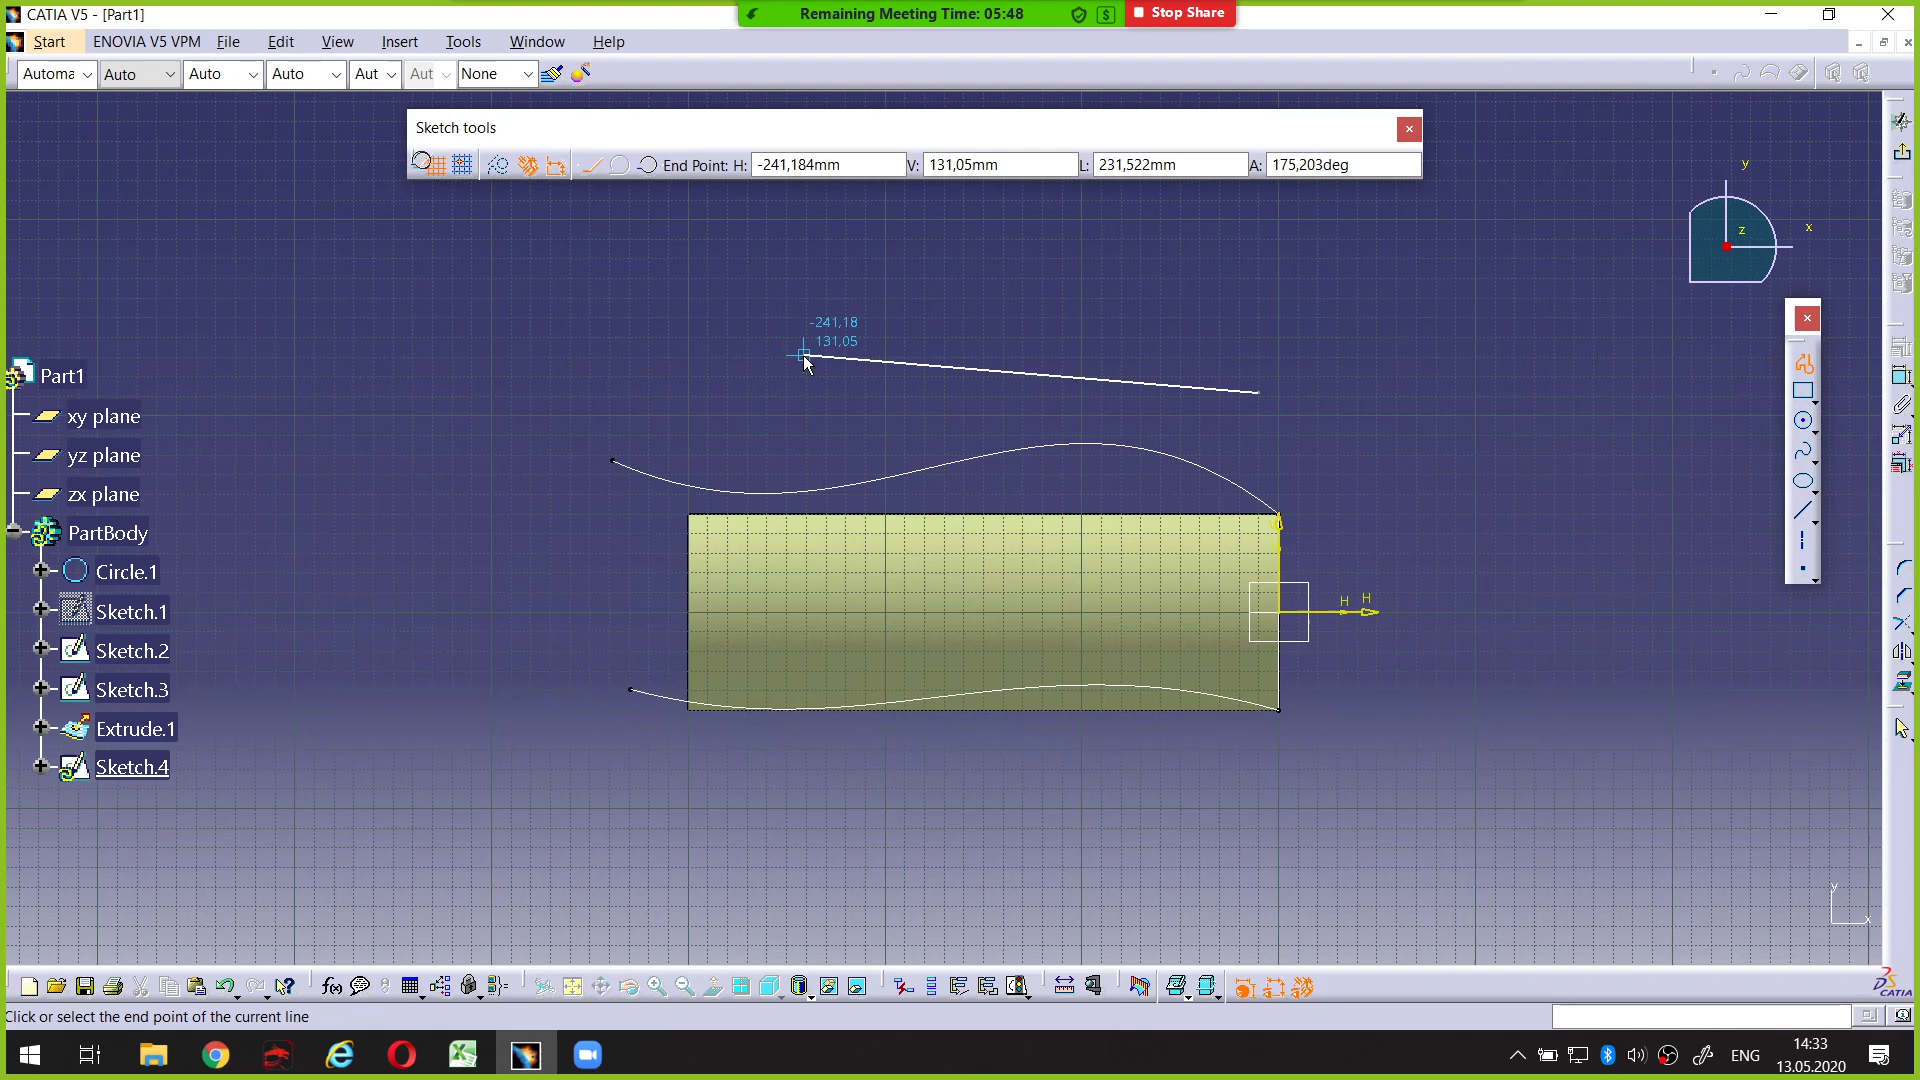 CATIA V5 - [Part1]
Remaining Meeting Time: 05:48
$
Stop Share
Start ENOVIA V5 VPM File Edit View Insert Tools Window Help
Automa Auto Auto Auto Aut Aut None
Sketch tools
End Point: H: -241,184mm V: 131,05mm L: 231,522mm A: 175,203deg
y
z
x
-241,18
131,05
Part1
xy plane
yz plane
zx plane
PartBody
Circle.1
Sketch.1
Sketch.2
Sketch.3
Extrude.1
Sketch.4
H H
y
x
f(x)
CATIA
Click or select the end point of the current line
ENG
14:33
13.05.2020